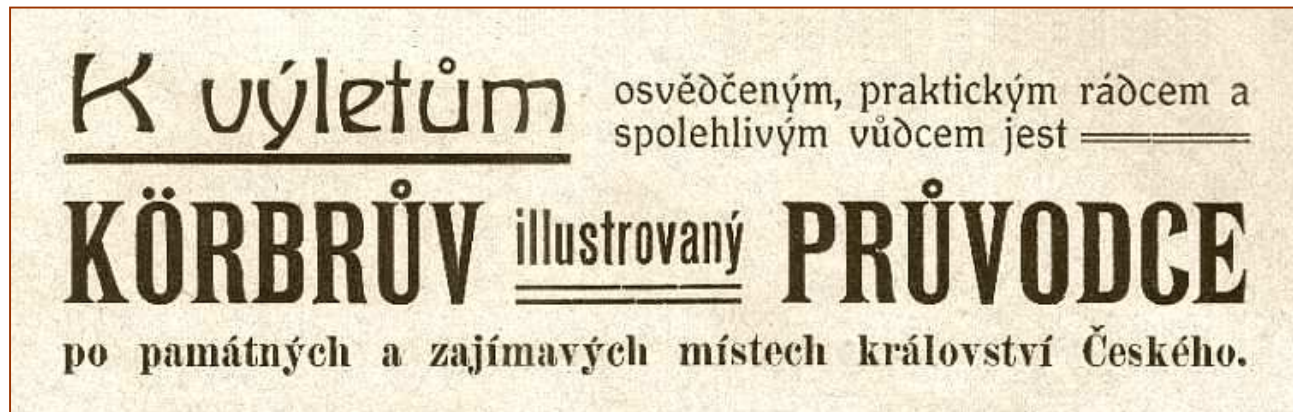 K výletům
osvědčeným, praktickým rádcem a
spolehlivým vůdcem jest
KÖRBRŮV illustrovaný PRŮVODCE
po památných a zajímavých místech království Českého.